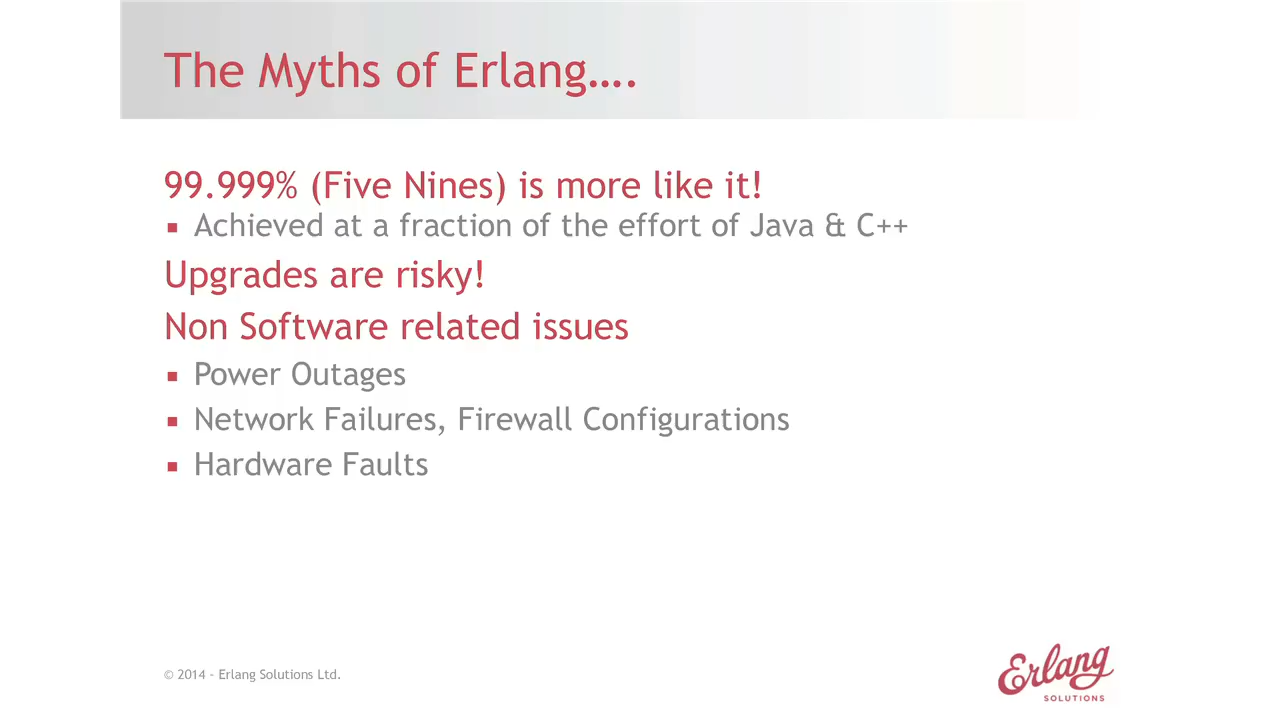 The Myths of Erlang....
99.999% (Five Nines) is more like it!
▪ Achieved at a fraction of the effort of Java & C++
Upgrades are risky!
Non Software related issues
▪ Power Outages
▪ Network Failures, Firewall Configurations
▪ Hardware Faults
© 2014 - Erlang Solutions Ltd.
Erlang
SOLUTIONS